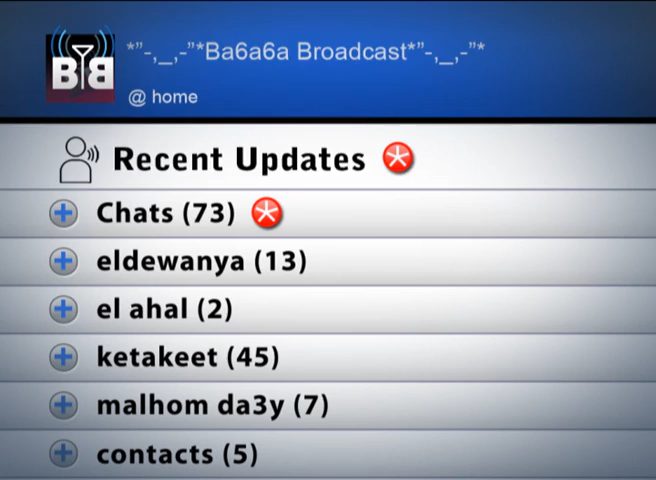 *"-,_,-"*Ba6a6a Broadcast*"-,_,-"*
BB
@ home
Recent Updates
Chats (73)
eldewanya (13)
el ahal (2)
ketakeet (45)
malhom da3y (7)
contacts (5)